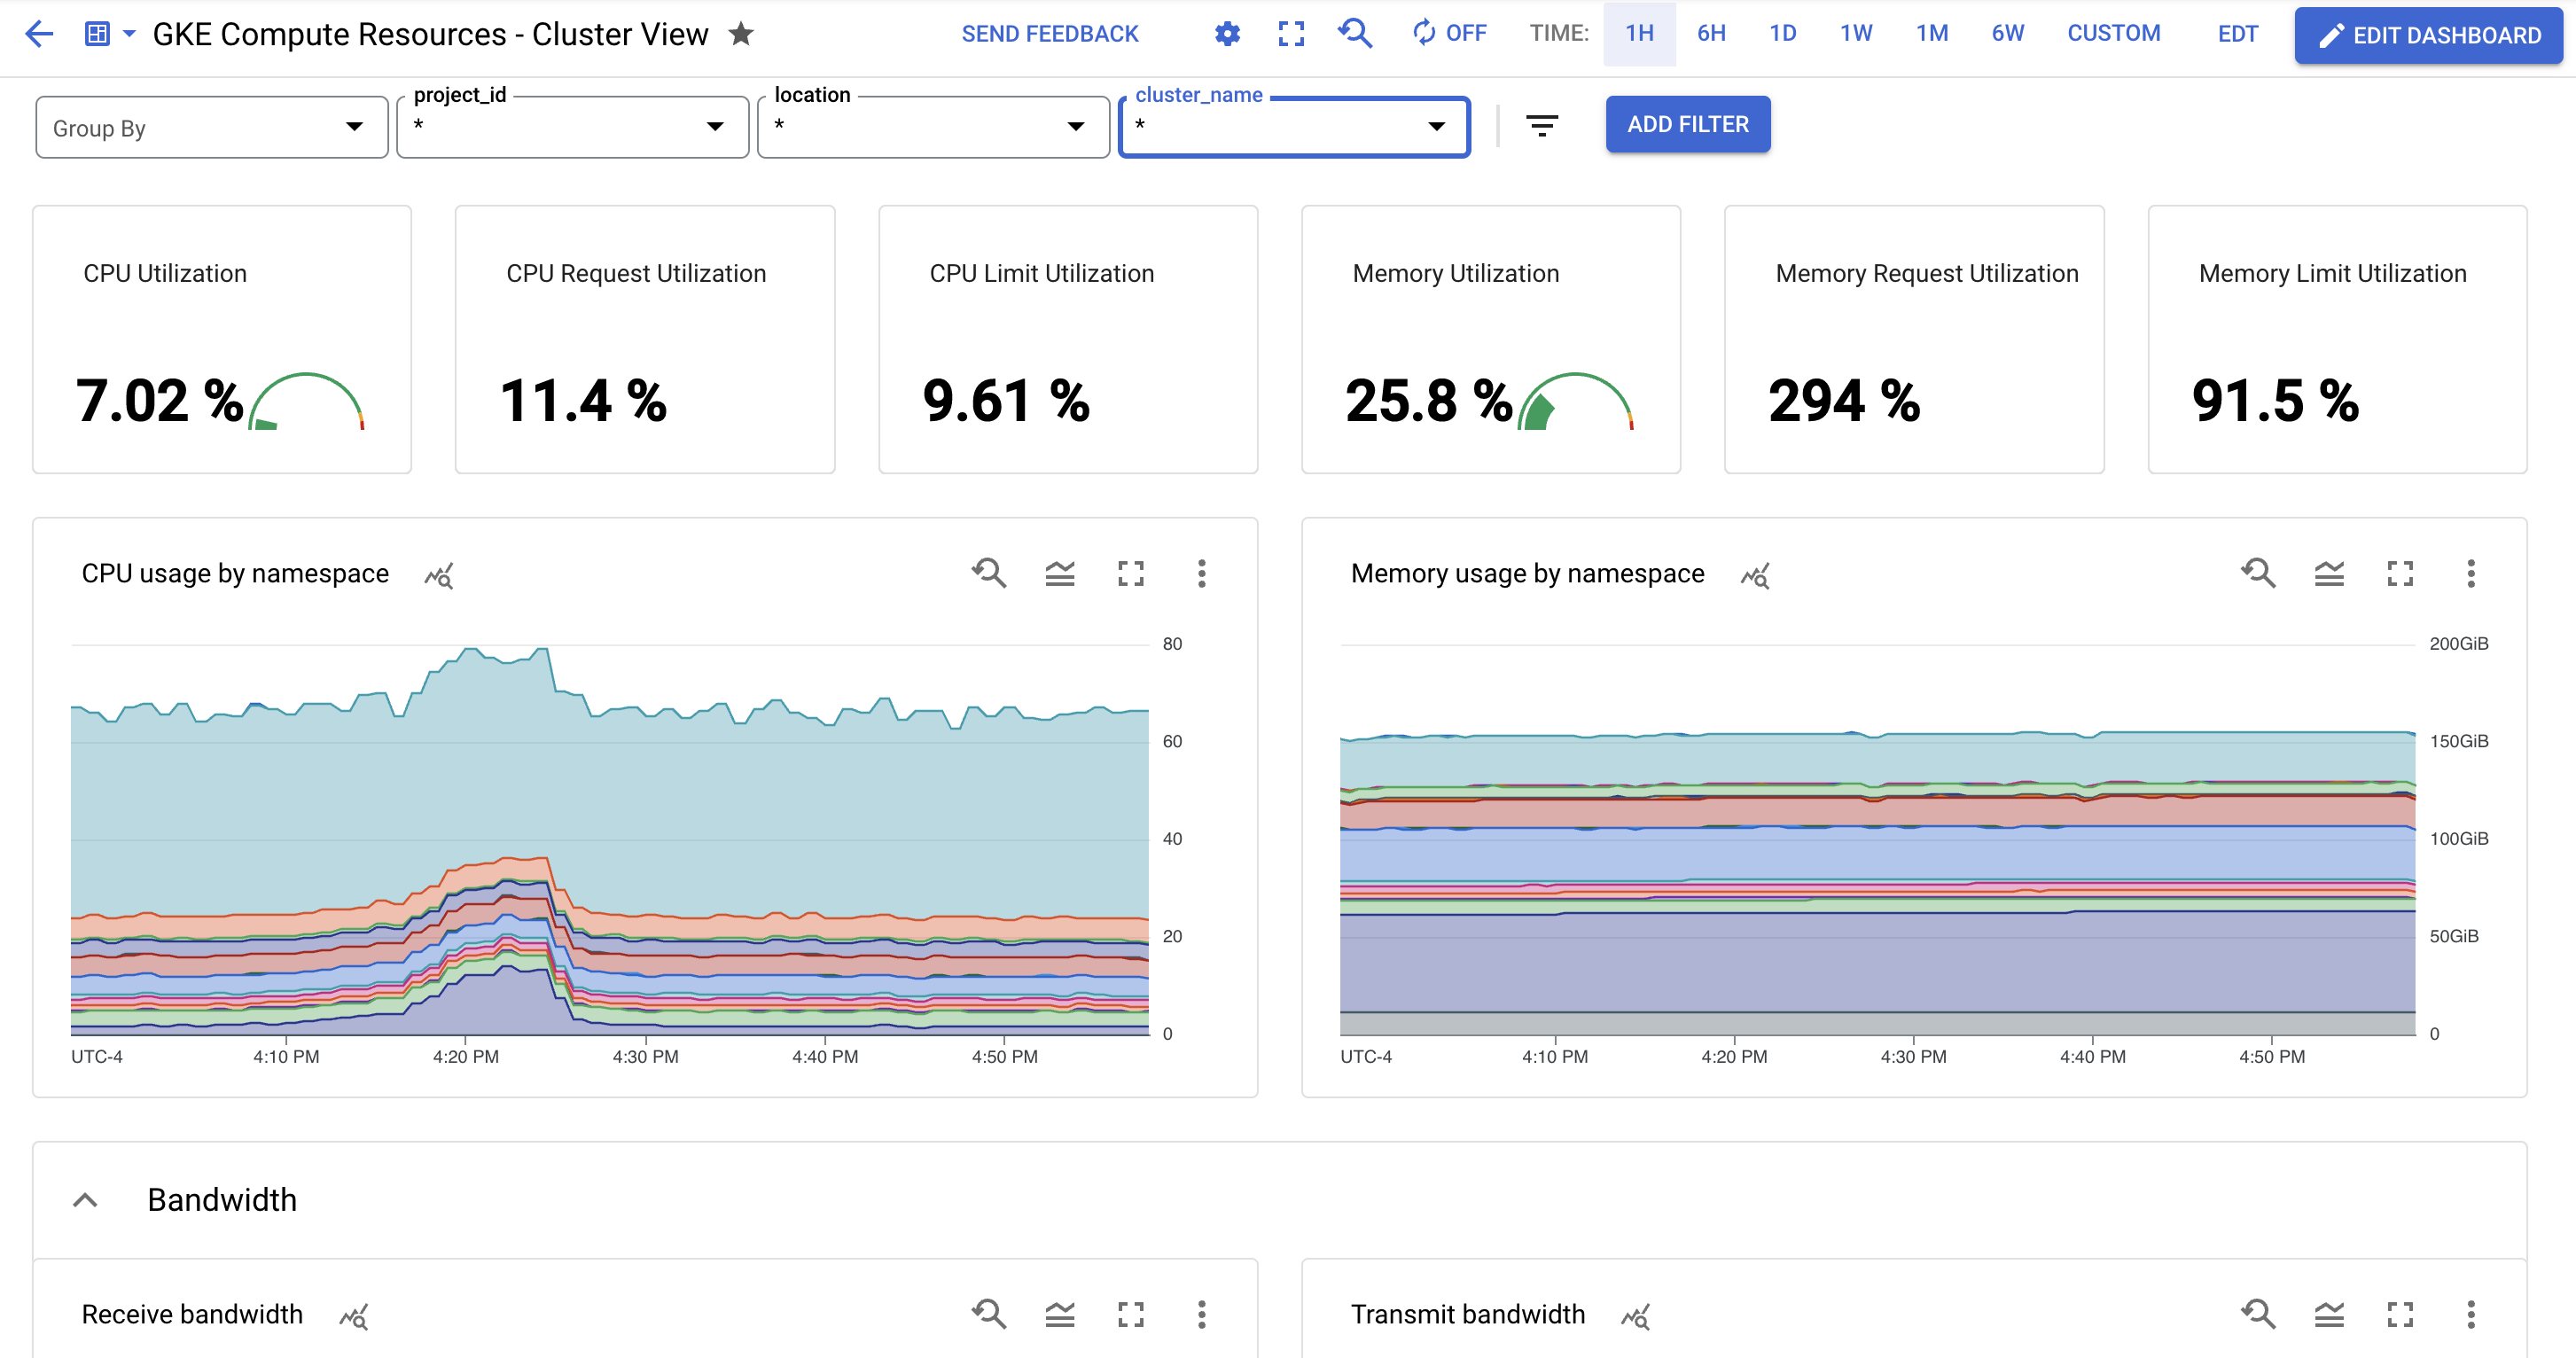 GKE Compute Resources - Cluster View
SEND FEEDBACK
OFF
TIME:
1H
6H
1D
1W
1M
6W
CUSTOM
EDT
EDIT DASHBOARD
Group By
project_id
*
location
*
cluster_name
*
ADD FILTER
CPU Utilization
7.02 %
CPU Request Utilization
11.4 %
CPU Limit Utilization
9.61 %
Memory Utilization
25.8 %
Memory Request Utilization
294 %
Memory Limit Utilization
91.5 %
CPU usage by namespace
80
60
40
20
0
UTC-4
4:10 PM
4:20 PM
4:30 PM
4:40 PM
4:50 PM
Memory usage by namespace
200GiB
150GiB
100GiB
50GiB
0
UTC-4
4:10 PM
4:20 PM
4:30 PM
4:40 PM
4:50 PM
Bandwidth
Receive bandwidth
Transmit bandwidth